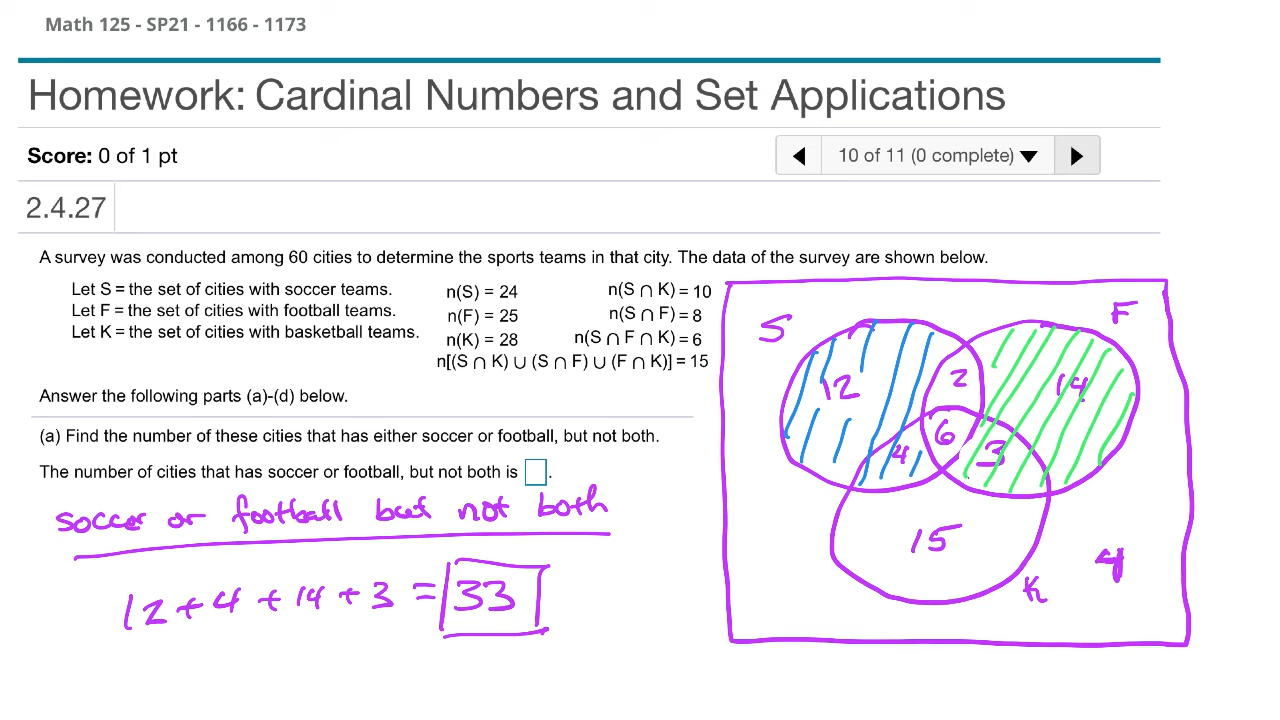 Math 125 - SP21 - 1166 - 1173
Homework: Cardinal Numbers and Set Applications
Score: 0 of 1 pt
10 of 11 (0 complete)
2.4.27
A survey was conducted among 60 cities to determine the sports teams in that city. The data of the survey are shown below.
Let S = the set of cities with soccer teams.
Let F = the set of cities with football teams.
Let K = the set of cities with basketball teams.
n(S) = 24
n(F) = 25
n(K) = 28
n(S ∩ K) = 10
n(S ∩ F) = 8
n(S ∩ F ∩ K) = 6
n[(S ∩ K) ∪ (S ∩ F) ∪ (F ∩ K)] = 15
Answer the following parts (a)-(d) below.
(a) Find the number of these cities that has either soccer or football, but not both.
The number of cities that has soccer or football, but not both is .
soccer or football but not both
12 + 4 + 14 + 3 = 33
S
F
12
2
14
6
4
3
15
4
K